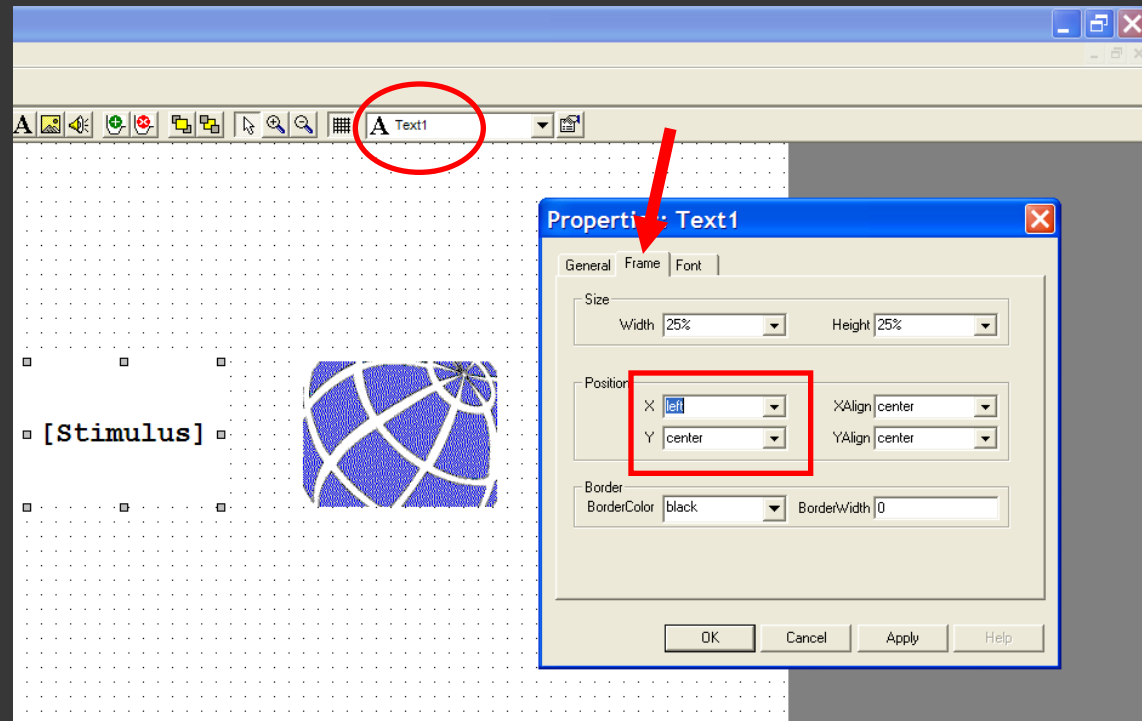 A Text1
Properties: Text1
General Frame Font
Size
Width 25% Height 25%
Position
X left XAlign center
Y center YAlign center
Border
BorderColor black BorderWidth 0
[Stimulus]
OK Cancel Apply Help